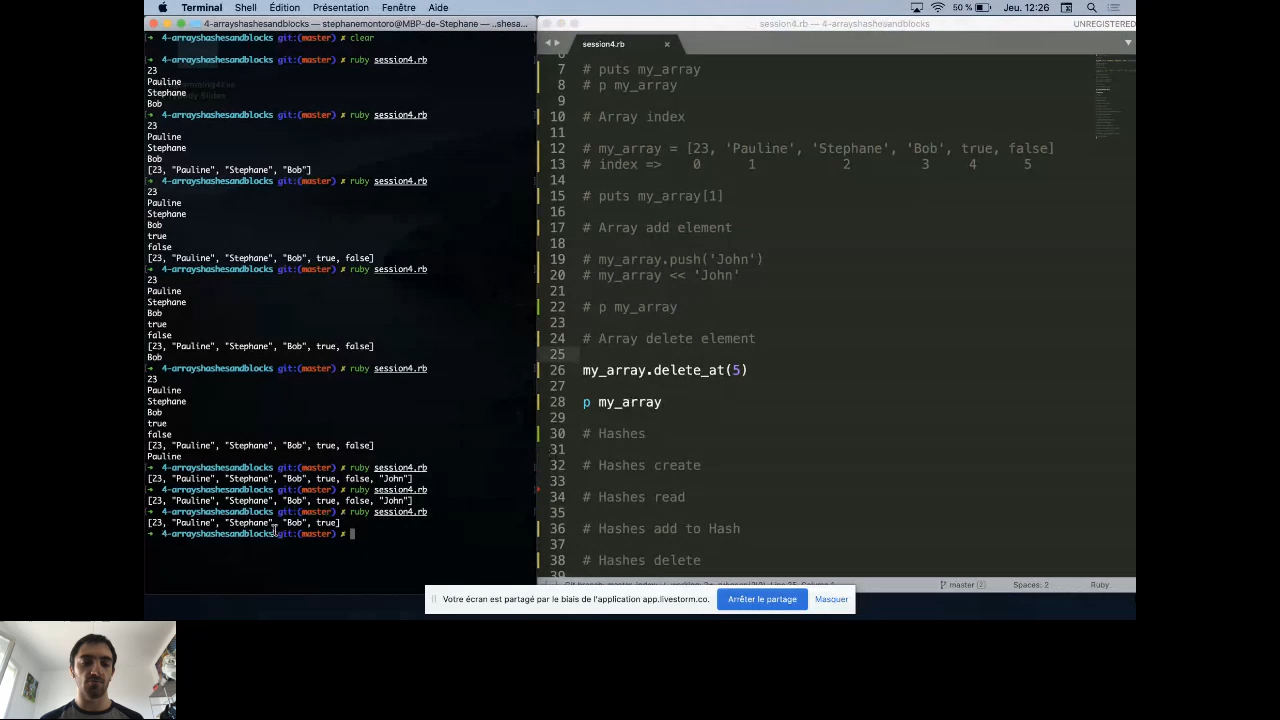 Terminal Shell Édition Présentation Fenêtre Aide 50 % Jeu. 12:26
4-arrayshashesandblocks — stephanemontoro@MBP-de-Stephane — ..shesa...
4-arrayshashesandblocks git:(master) ✗ clear
4-arrayshashesandblocks git:(master) ✗ ruby session4.rb
23
Pauline
Stephane
Bob
4-arrayshashesandblocks git:(master) ✗ ruby session4.rb
23
Pauline
Stephane
Bob
[23, "Pauline", "Stephane", "Bob"]
4-arrayshashesandblocks git:(master) ✗ ruby session4.rb
23
Pauline
Stephane
Bob
true
false
[23, "Pauline", "Stephane", "Bob", true, false]
4-arrayshashesandblocks git:(master) ✗ ruby session4.rb
23
Pauline
Stephane
Bob
true
false
[23, "Pauline", "Stephane", "Bob", true, false]
Bob
4-arrayshashesandblocks git:(master) ✗ ruby session4.rb
23
Pauline
Stephane
Bob
true
false
[23, "Pauline", "Stephane", "Bob", true, false]
Pauline
4-arrayshashesandblocks git:(master) ✗ ruby session4.rb
[23, "Pauline", "Stephane", "Bob", true, false, "John"]
4-arrayshashesandblocks git:(master) ✗ ruby session4.rb
[23, "Pauline", "Stephane", "Bob", true, false, "John"]
4-arrayshashesandblocks git:(master) ✗ ruby session4.rb
[23, "Pauline", "Stephane", "Bob", true]
4-arrayshashesandblocks git:(master) ✗
session4.rb — 4-arrayshashesandblocks UNREGISTERED
session4.rb ×
7 # puts my_array
8 # p my_array
9
10 # Array index
11
12 # my_array = [23, 'Pauline', 'Stephane', 'Bob', true, false]
13 # index => 0 1 2 3 4 5
14
15 # puts my_array[1]
16
17 # Array add element
18
19 # my_array.push('John')
20 # my_array << 'John'
21
22 # p my_array
23
24 # Array delete element
25
26 my_array.delete_at(5)
27
28 p my_array
29
30 # Hashes
31
32 # Hashes create
33
34 # Hashes read
35
36 # Hashes add to Hash
37
38 # Hashes delete
39
master Spaces: 2 Ruby
Votre écran est partagé par le biais de l'application app.livestorm.co. Arrêter le partage Masquer